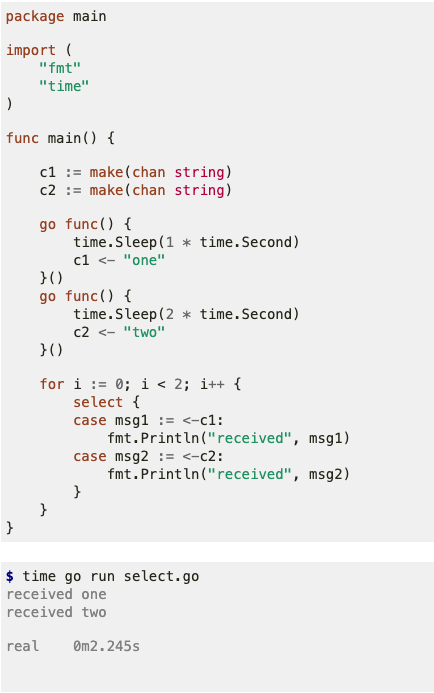 package main
import (
    "fmt"
    "time"
)
func main() {
    c1 := make(chan string)
    c2 := make(chan string)
    go func() {
        time.Sleep(1 * time.Second)
        c1 <- "one"
    }()
    go func() {
        time.Sleep(2 * time.Second)
        c2 <- "two"
    }()
    for i := 0; i < 2; i++ {
        select {
        case msg1 := <-c1:
            fmt.Println("received", msg1)
        case msg2 := <-c2:
            fmt.Println("received", msg2)
        }
    }
}
$ time go run select.go
received one
received two
real    0m2.245s